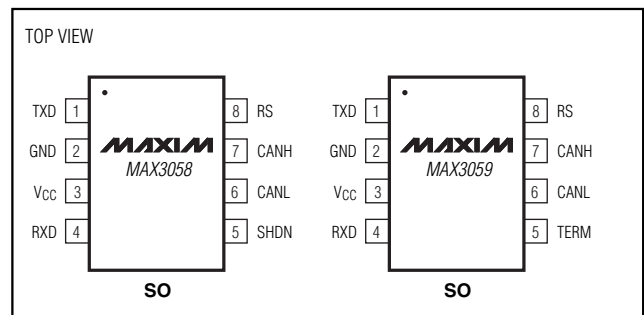 TOP VIEW
TXD 1 8 RS TXD 1 8 RS
GND 2 MAXIM 7 CANH GND 2 MAXIM 7 CANH
MAX3058 MAX3059
VCC 3 6 CANL VCC 3 6 CANL
RXD 4 5 SHDN RXD 4 5 TERM
SO SO